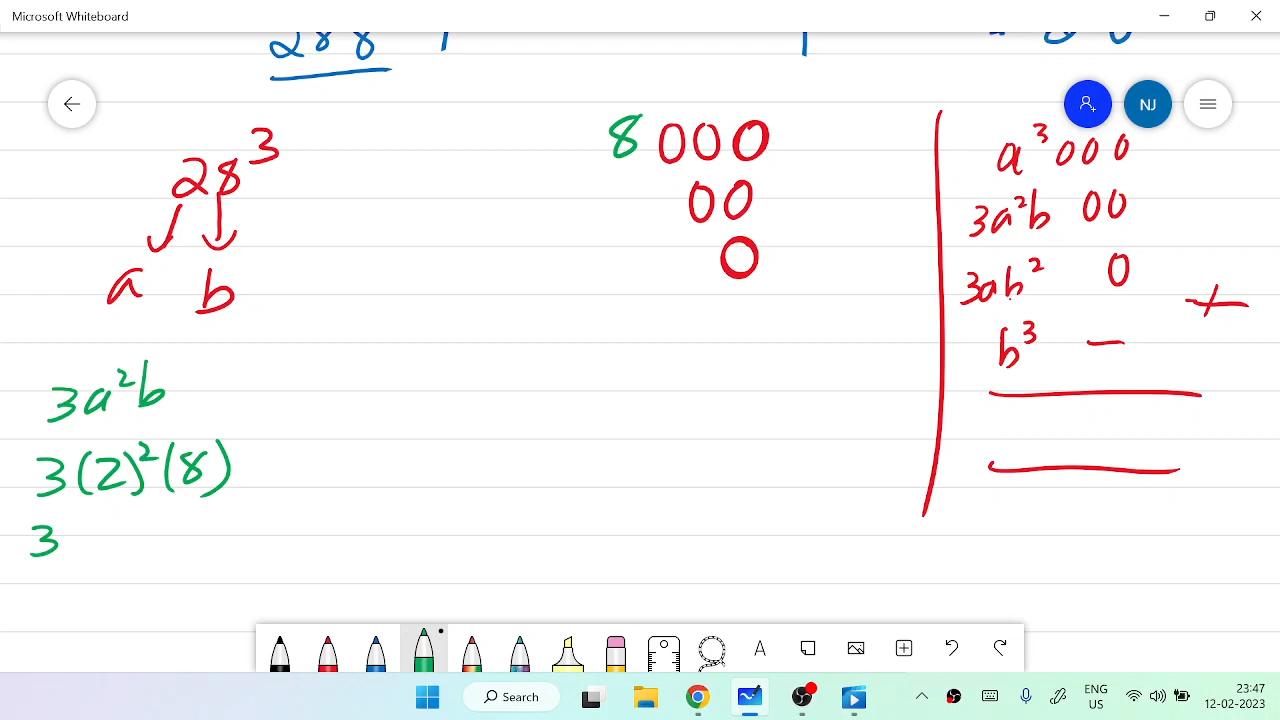 Microsoft Whiteboard
288
NJ
28³
a b
3a²b
3(2)²(8)
3
8000
00
0
a³000
3a²b 00
3ab² 0 +
b³ —
A
Search
ENG
US
23:47
12-02-2023